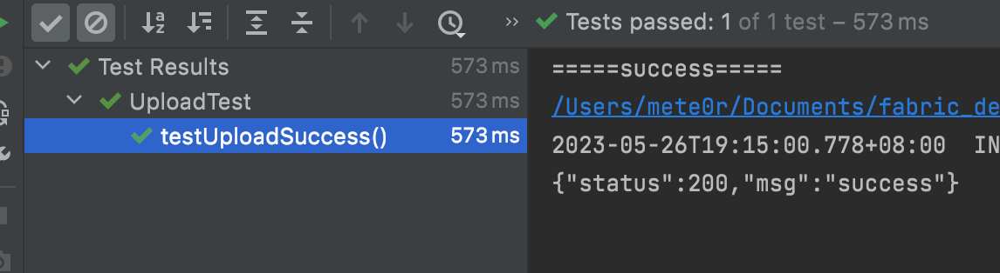 Tests passed: 1 of 1 test – 573 ms
Test Results 573 ms
UploadTest 573 ms
testUploadSuccess() 573 ms
=====success=====
/Users/mete0r/Documents/fabric_de
2023-05-26T19:15:00.778+08:00 IN
{"status":200,"msg":"success"}